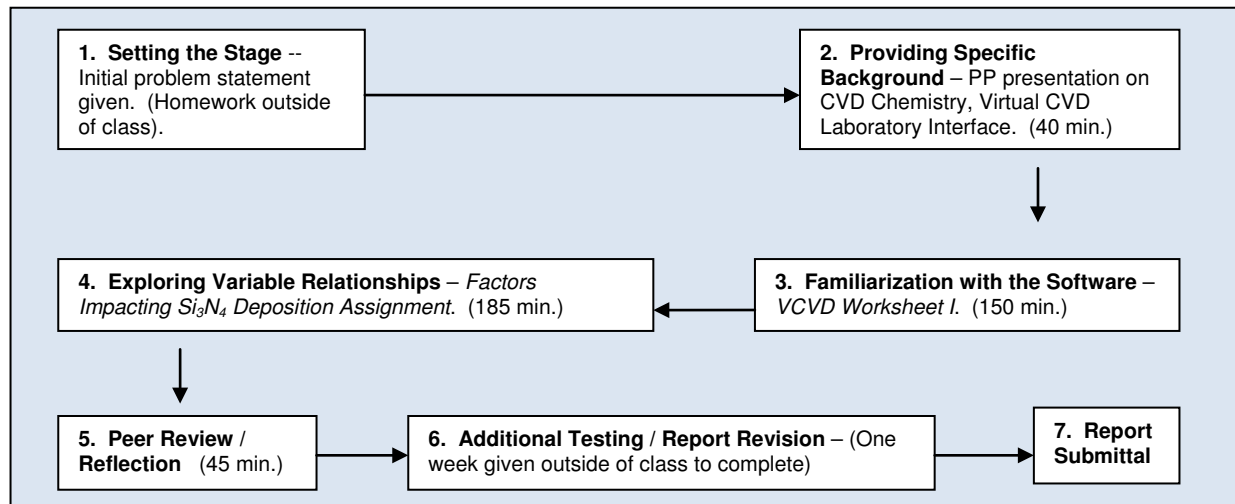 1. Setting the Stage --
Initial problem statement
given. (Homework outside
of class).
2. Providing Specific
Background – PP presentation on
CVD Chemistry, Virtual CVD
Laboratory Interface. (40 min.)
4. Exploring Variable Relationships – Factors
Impacting Si₃N₄ Deposition Assignment. (185 min.)
3. Familiarization with the Software –
VCVD Worksheet I. (150 min.)
5. Peer Review /
Reflection (45 min.)
6. Additional Testing / Report Revision – (One
week given outside of class to complete)
7. Report
Submittal